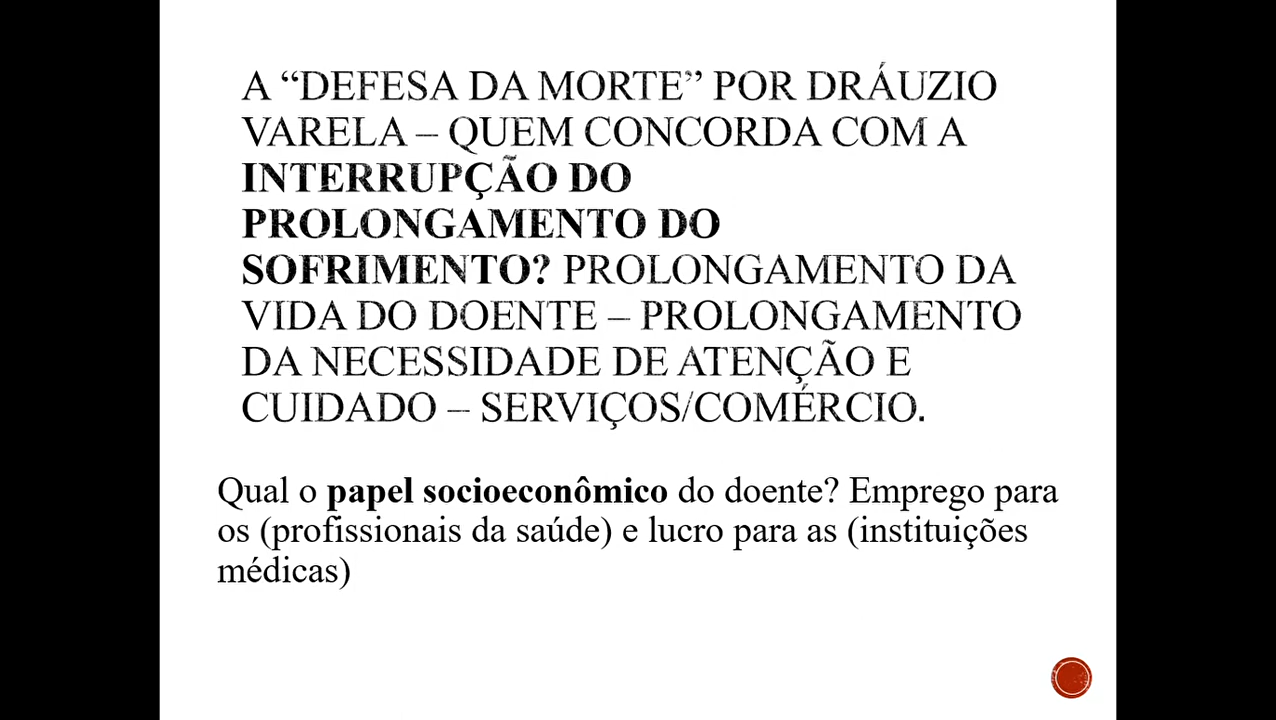 A “DEFESA DA MORTE” POR DRÁUZIO
VARELA – QUEM CONCORDA COM A
INTERRUPÇÃO DO
PROLONGAMENTO DO
SOFRIMENTO? PROLONGAMENTO DA
VIDA DO DOENTE – PROLONGAMENTO
DA NECESSIDADE DE ATENÇÃO E
CUIDADO – SERVIÇOS/COMÉRCIO.
Qual o papel socioeconômico do doente? Emprego para
os (profissionais da saúde) e lucro para as (instituições
médicas)